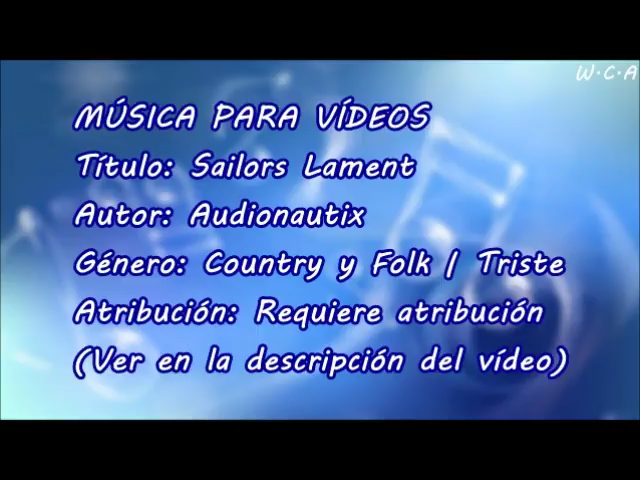 W.C.A
MÚSICA PARA VÍDEOS
Título: Sailors Lament
Autor: Audionautix
Género: Country y Folk | Triste
Atribución: Requiere atribución
(Ver en la descripción del vídeo)